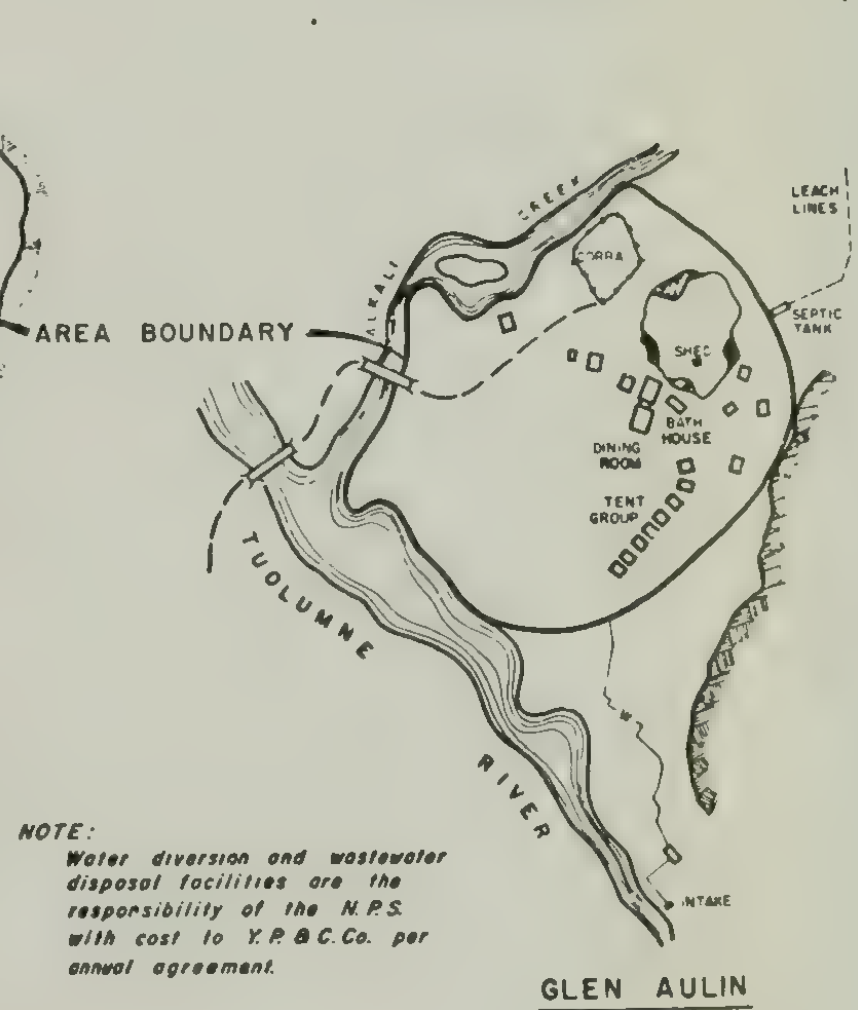 ALKALI
CREEK
CORRA
LEACH
LINES
SEPTIC
TANK
AREA BOUNDARY
SHED
BATH
HOUSE
DINING
ROOM
TENT
GROUP
TUOLUMNE
RIVER
W
INTAKE
NOTE:
Water diversion and wastewater
disposal facilities are the
responsibility of the N.P.S.
with cost to Y.P. & C.Co. per
annual agreement.
GLEN AULIN